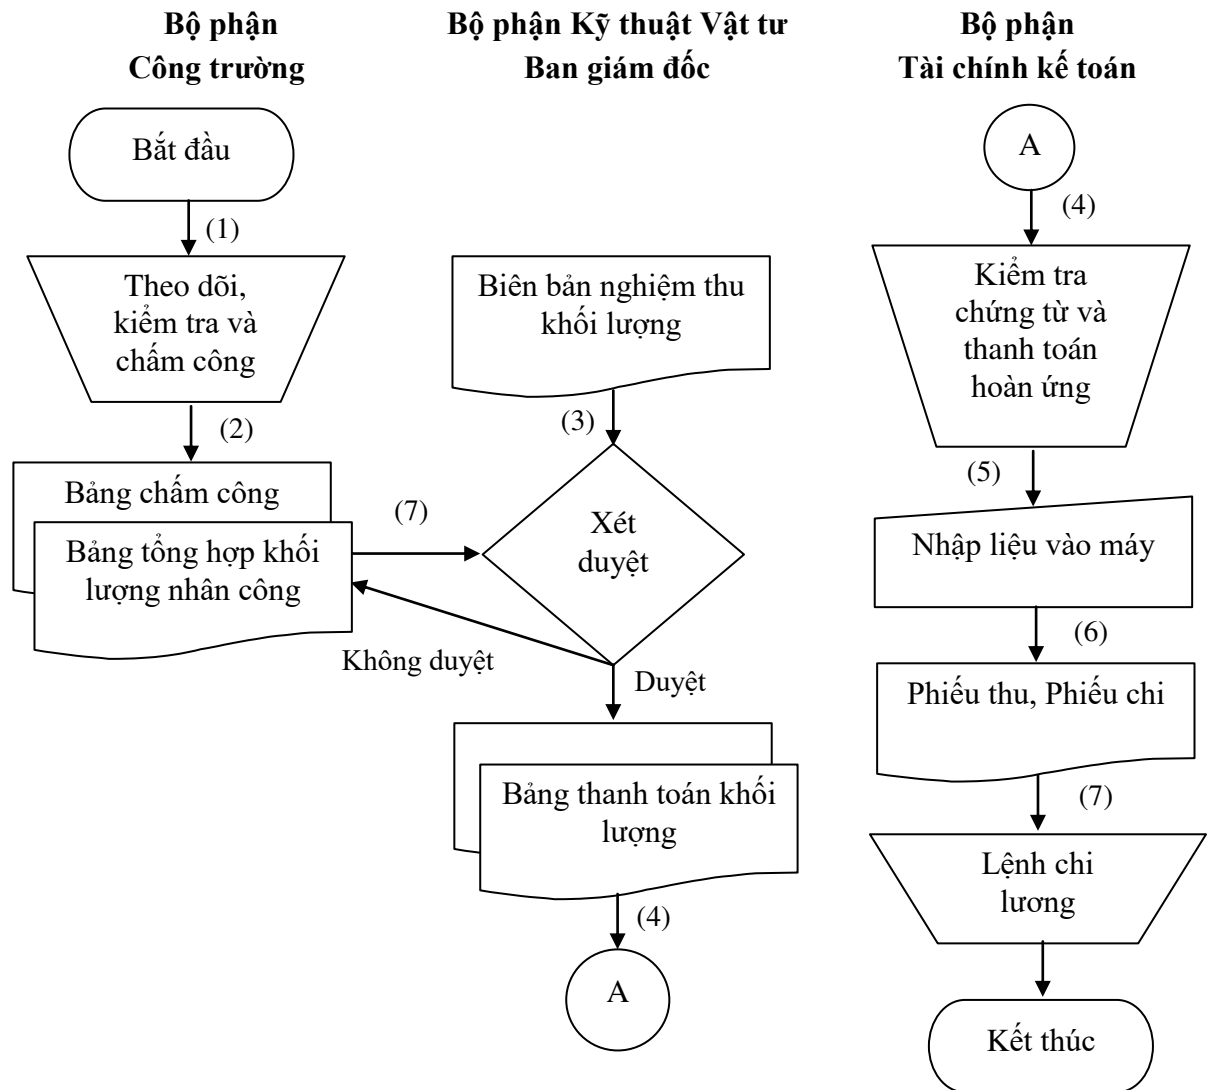 Bộ phận
Công trường
Bộ phận Kỹ thuật Vật tư
Ban giám đốc
Bộ phận
Tài chính kế toán
Bắt đầu
(1)
Theo dõi,
kiểm tra và
chấm công
(2)
Bảng chấm công
Bảng tổng hợp khối
lượng nhân công
(7)
Biên bản nghiệm thu
khối lượng
(3)
Xét
duyệt
Không duyệt
Duyệt
Bảng thanh toán khối
lượng
(4)
A
A
(4)
Kiểm tra
chứng từ và
thanh toán
hoàn ứng
(5)
Nhập liệu vào máy
(6)
Phiếu thu, Phiếu chi
(7)
Lệnh chi
lương
Kết thúc